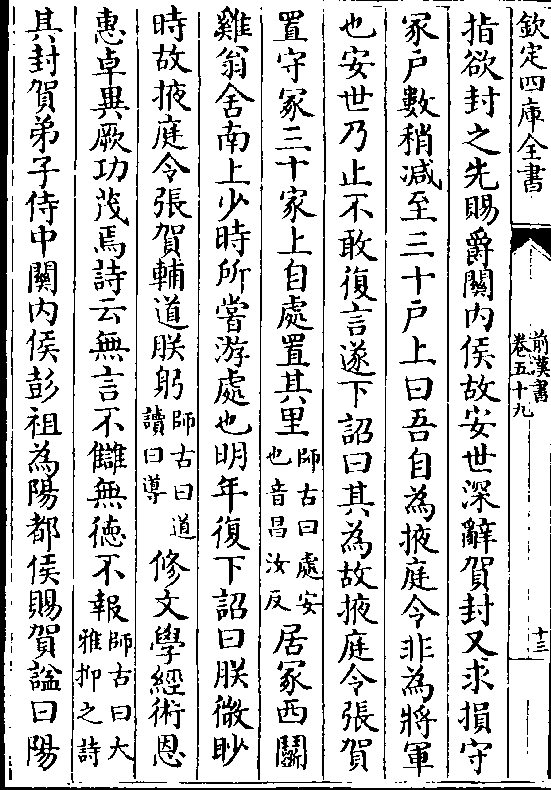 欽定四庫全書
前漢書
卷五十九
十三
指欲封之先賜爵關内侯故安世深辭賀封又求損守
冢戸數稍减至三十戸上曰吾自為掖庭令非為將軍
也安世乃止不敢復言遂下詔曰其為故掖庭令張賀
置守冢三十家上自處置其里師古曰處安也音昌汝反居冢西鬭
雞翁舍南上少時所嘗游處也明年復下詔曰朕微眇
時故掖庭令張賀輔道朕躬師古曰道讀曰導修文學經術恩
惠卓異厥功茂焉詩云無言不讎無徳不報師古曰大雅抑之詩
其封賀弟子侍中關内侯彭祖為陽都侯賜賀諡曰陽